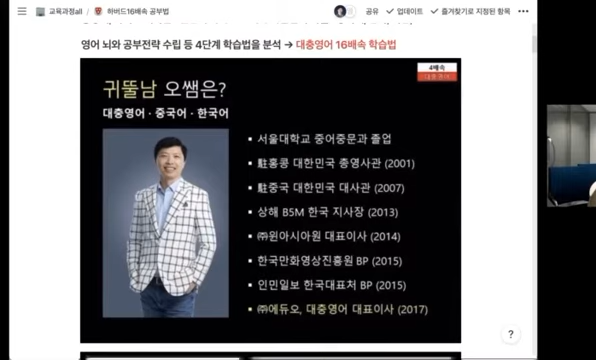 교육과정all / 하버드16배속 공부법
공유 업데이트 즐겨찾기로 지정된 항목
영어 뇌와 공부전략 수립 등 4단계 학습법을 분석 → 대충영어 16배속 학습법
4배속
대충영어
귀뚤남 오쌤은?
대충영어 · 중국어 · 한국어
서울대학교 중어중문과 졸업
駐홍콩 대한민국 총영사관 (2001)
駐중국 대한민국 대사관 (2007)
상해 B5M 한국 지사장 (2013)
㈜윈아시아원 대표이사 (2014)
한국만화영상진흥원 BP (2015)
인민일보 한국대표처 BP (2015)
㈜에듀오, 대충영어 대표이사 (2017)
?